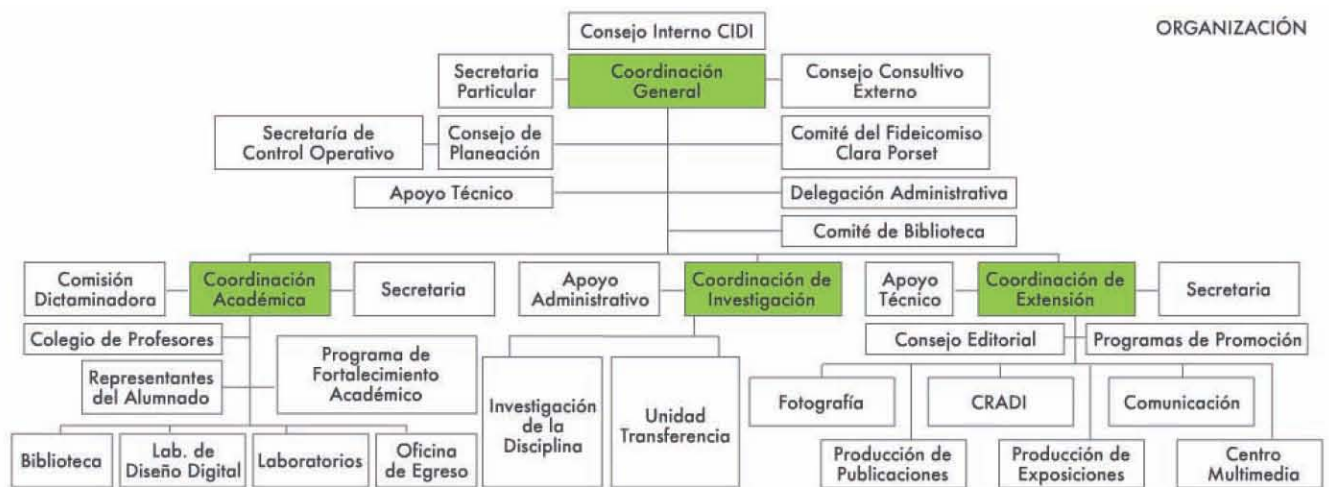 ORGANIZACIÓN
Consejo Interno CIDI
Secretaria
Particular
Coordinación
General
Consejo Consultivo
Externo
Secretaría de
Control Operativo
Consejo de
Planeación
Comité del Fideicomiso
Clara Porset
Apoyo Técnico
Delegación Administrativa
Comité de Biblioteca
Comisión
Dictaminadora
Coordinación
Académica
Secretaria
Apoyo
Administrativo
Coordinación de
Investigación
Apoyo
Técnico
Coordinación de
Extensión
Secretaria
Colegio de Profesores
Consejo Editorial
Programas de Promoción
Representantes
del Alumnado
Programa de
Fortalecimiento
Académico
Investigación
de la
Disciplina
Unidad
Transferencia
Fotografía
CRADI
Comunicación
Biblioteca
Lab. de
Diseño Digital
Laboratorios
Oficina
de Egreso
Producción de
Publicaciones
Producción de
Exposiciones
Centro
Multimedia